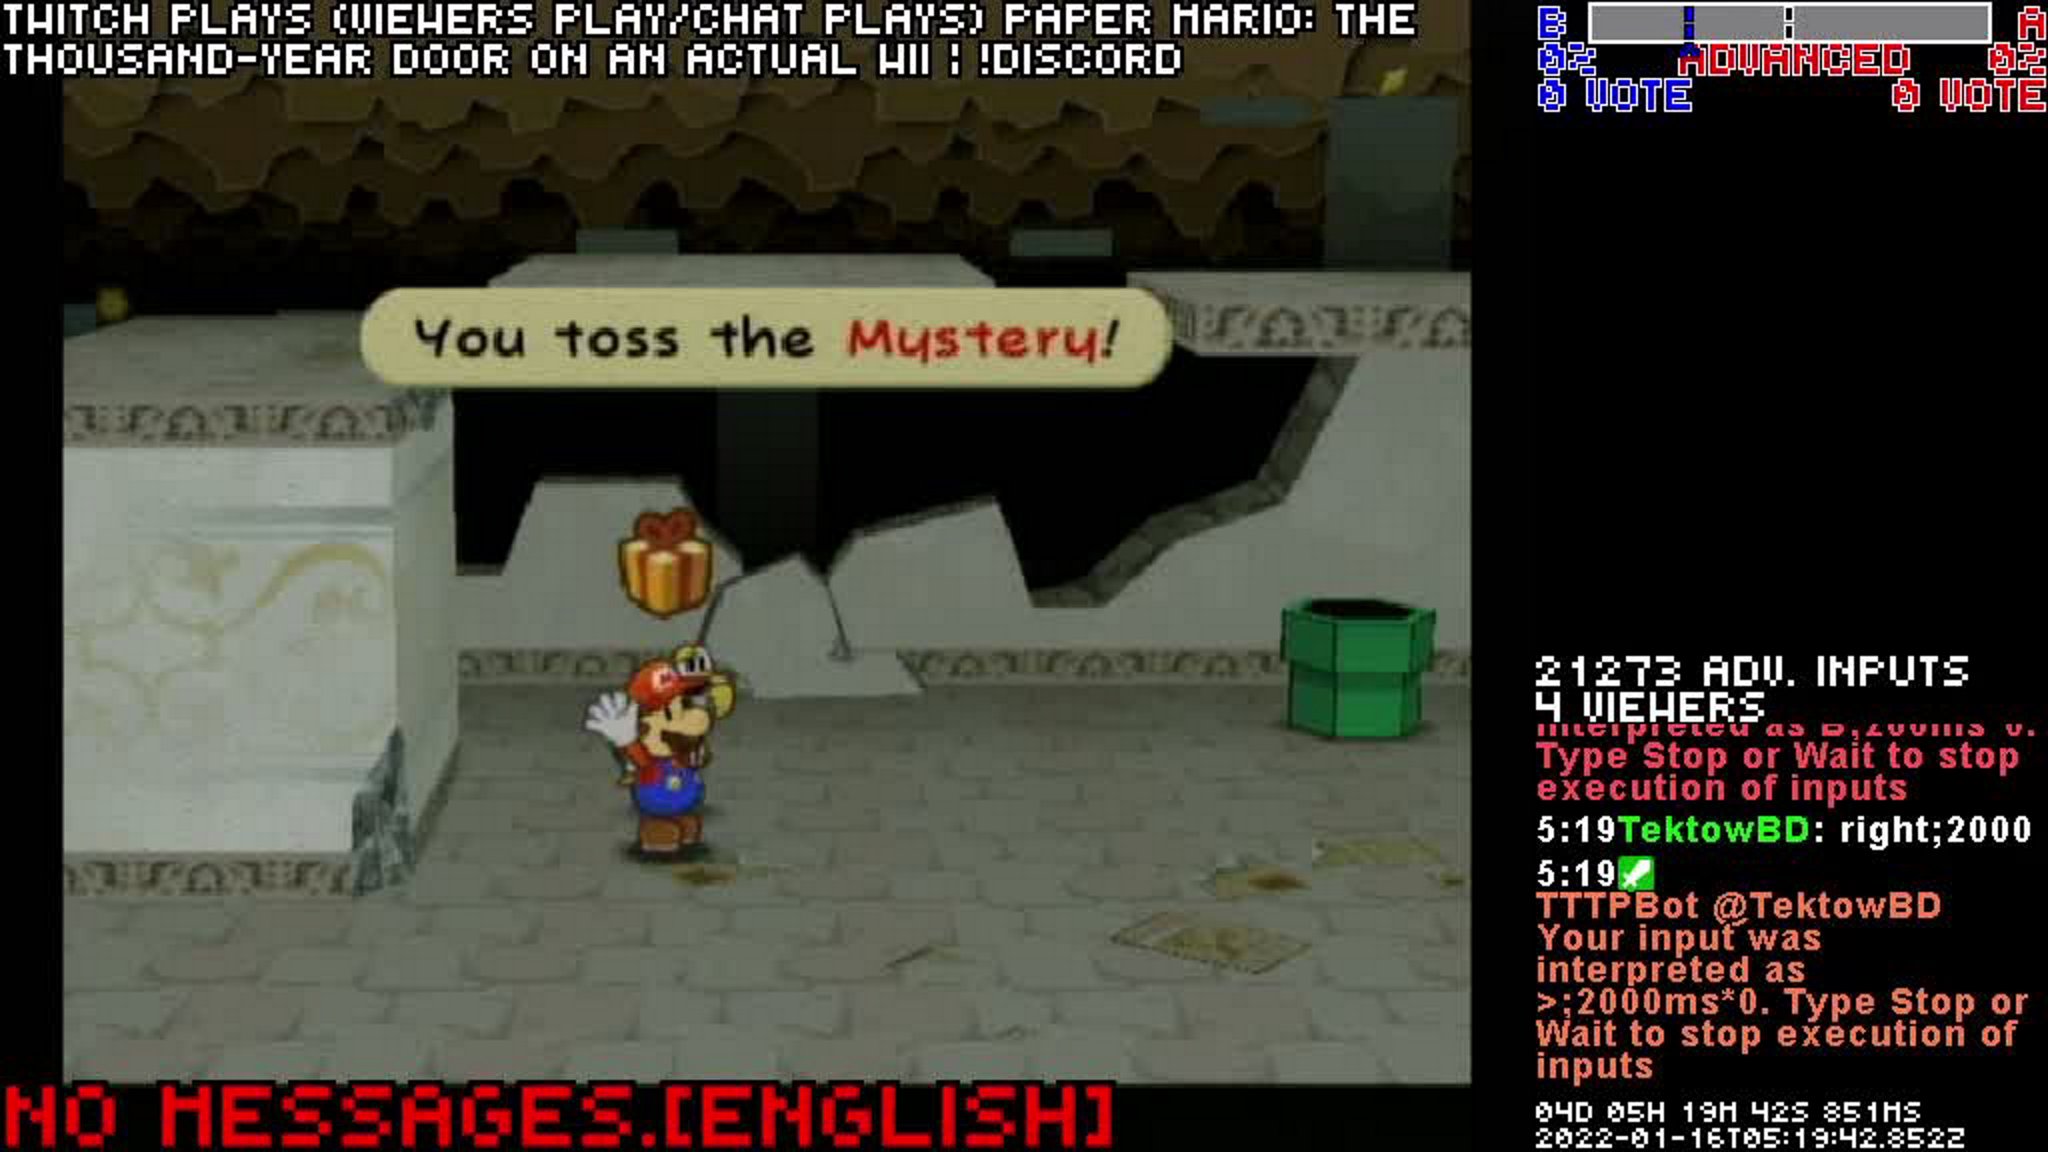 TWITCH PLAYS (VIEWERS PLAY/CHAT PLAYS) PAPER MARIO: THE
THOUSAND-YEAR DOOR ON AN ACTUAL WII ¦ !DISCORD
B A
0% ADVANCED 0%
0 VOTE 0 VOTE
You toss the Mystery!
21273 ADV. INPUTS
4 VIEWERS
interpreted as B,200ms*0.
Type Stop or Wait to stop
execution of inputs
5:19TektowBD: right;2000
5:19
TTTPBot @TektowBD
Your input was
interpreted as
>;2000ms*0. Type Stop or
Wait to stop execution of
inputs
NO MESSAGES.[ENGLISH]
04D 05H 19M 42S 851MS
2022-01-16T05:19:42.852Z